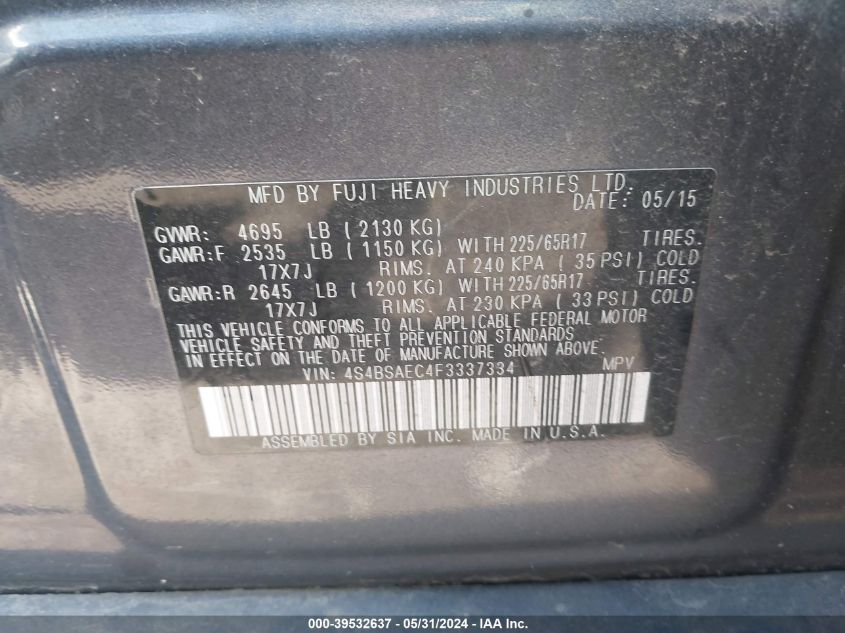 MFD BY FUJI HEAVY INDUSTRIES LTD.
DATE: 05/15
GVWR: 4695 LB ( 2130 KG)
GAWR:F 2535 LB ( 1150 KG) WITH 225/65R17 TIRES.
17X7J RIMS. AT 240 KPA ( 35 PSI) COLD
GAWR:R 2645 LB ( 1200 KG) WITH 225/65R17 TIRES.
17X7J RIMS. AT 230 KPA ( 33 PSI) COLD
THIS VEHICLE CONFORMS TO ALL APPLICABLE FEDERAL MOTOR
VEHICLE SAFETY AND THEFT PREVENTION STANDARDS
IN EFFECT ON THE DATE OF MANUFACTURE SHOWN ABOVE.
VIN: 4S4BSAEC4F3337334 MPV
ASSEMBLED BY SIA INC. MADE IN U.S.A.
000-39532637 - 05/31/2024 - IAAI Inc.